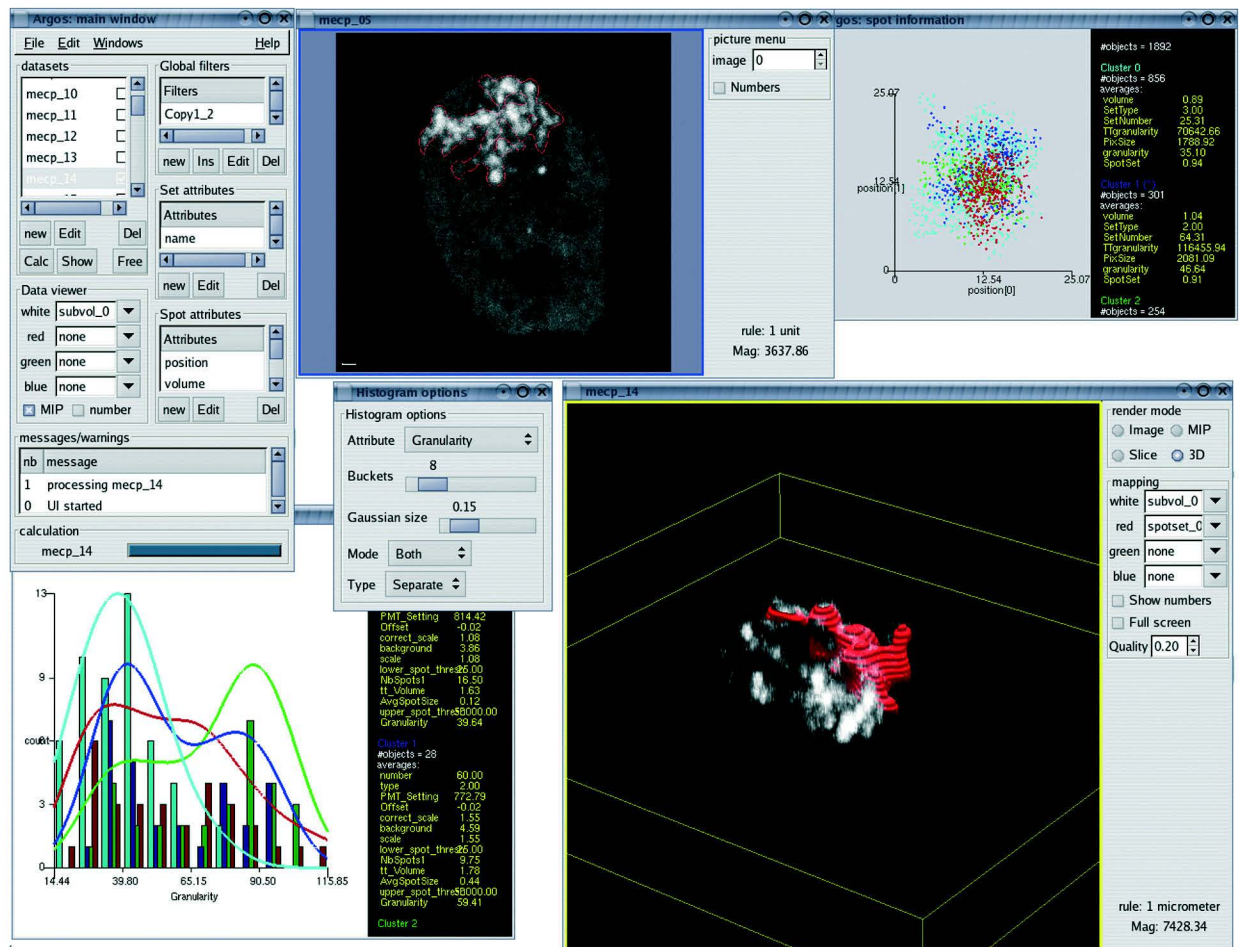 Argos: main window
File Edit Windows Help
datasets
mecp_10
mecp_11
mecp_12
mecp_13
mecp_14
new Edit Del
Calc Show Free
Global filters
Filters
Copy1_2
new Ins Edit Del
Set attributes
Attributes
name
new Edit Del
Data viewer
white subvol_0
red none
green none
blue none
MIP number
Spot attributes
Attributes
position
volume
new Edit Del
messages/warnings
nb message
1 processing mecp_14
0 UI started
calculation
mecp_14
mecp_05
picture menu
image 0
Numbers
rule: 1 unit
Mag: 3637.86
gos: spot information
25.07
12.54
position[1]
0
0 12.54 25.07
position[0]
#objects = 1892
Cluster 0
#objects = 856
averages:
volume 0.89
SetType 3.00
SetNumber 25.31
TTgranularity 70642.66
PixSize 1788.92
granularity 35.10
SpotSet 0.94
Cluster 1 (*)
#objects = 301
averages:
volume 1.04
SetType 2.00
SetNumber 64.31
TTgranularity 116455.94
PixSize 2081.09
granularity 46.64
SpotSet 0.91
Cluster 2
#objects = 254
Histogram options
Histogram options
Attribute Granularity
Buckets 8
Gaussian size 0.15
Mode Both
Type Separate
13
9
count
3
0
14.44 39.80 65.15 90.50 115.85
Granularity
PMT_Setting 814.42
Offset -0.02
correct_scale 1.08
background 3.86
scale 1.08
NbSpots1 16.50
tt_Volume 1.63
AvgSpotSize 0.12
Granularity 39.64
Cluster 1
#objects = 28
averages:
number 60.00
type 2.00
PMT_Setting 772.79
Offset -0.02
correct_scale 1.55
background 4.59
scale 1.55
NbSpots1 9.75
tt_Volume 1.78
AvgSpotSize 0.44
Granularity 59.41
Cluster 2
mecp_14
render mode
Image MIP
Slice 3D
mapping
white subvol_0
red spotset_0
green none
blue none
Show numbers
Full screen
Quality 0.20
rule: 1 micrometer
Mag: 7428.34